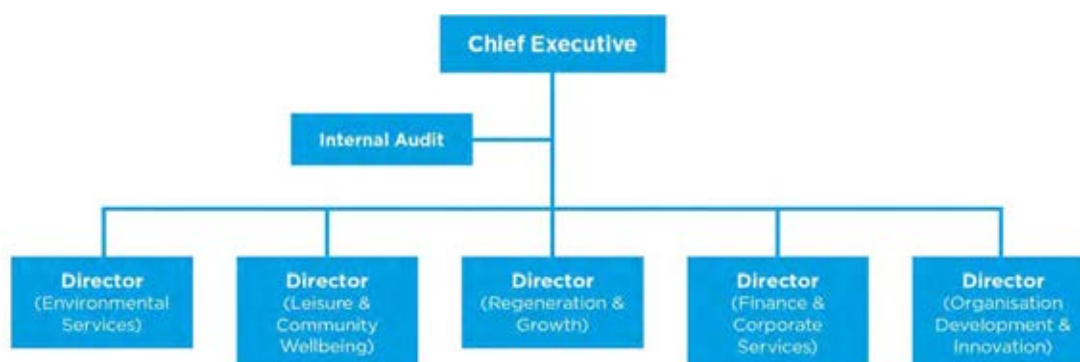 Chief Executive
Internal Audit
Director
(Environmental
Services)
Director
(Leisure &
Community
Wellbeing)
Director
(Regeneration &
Growth)
Director
(Finance &
Corporate
Services)
Director
(Organisation
Development &
Innovation)